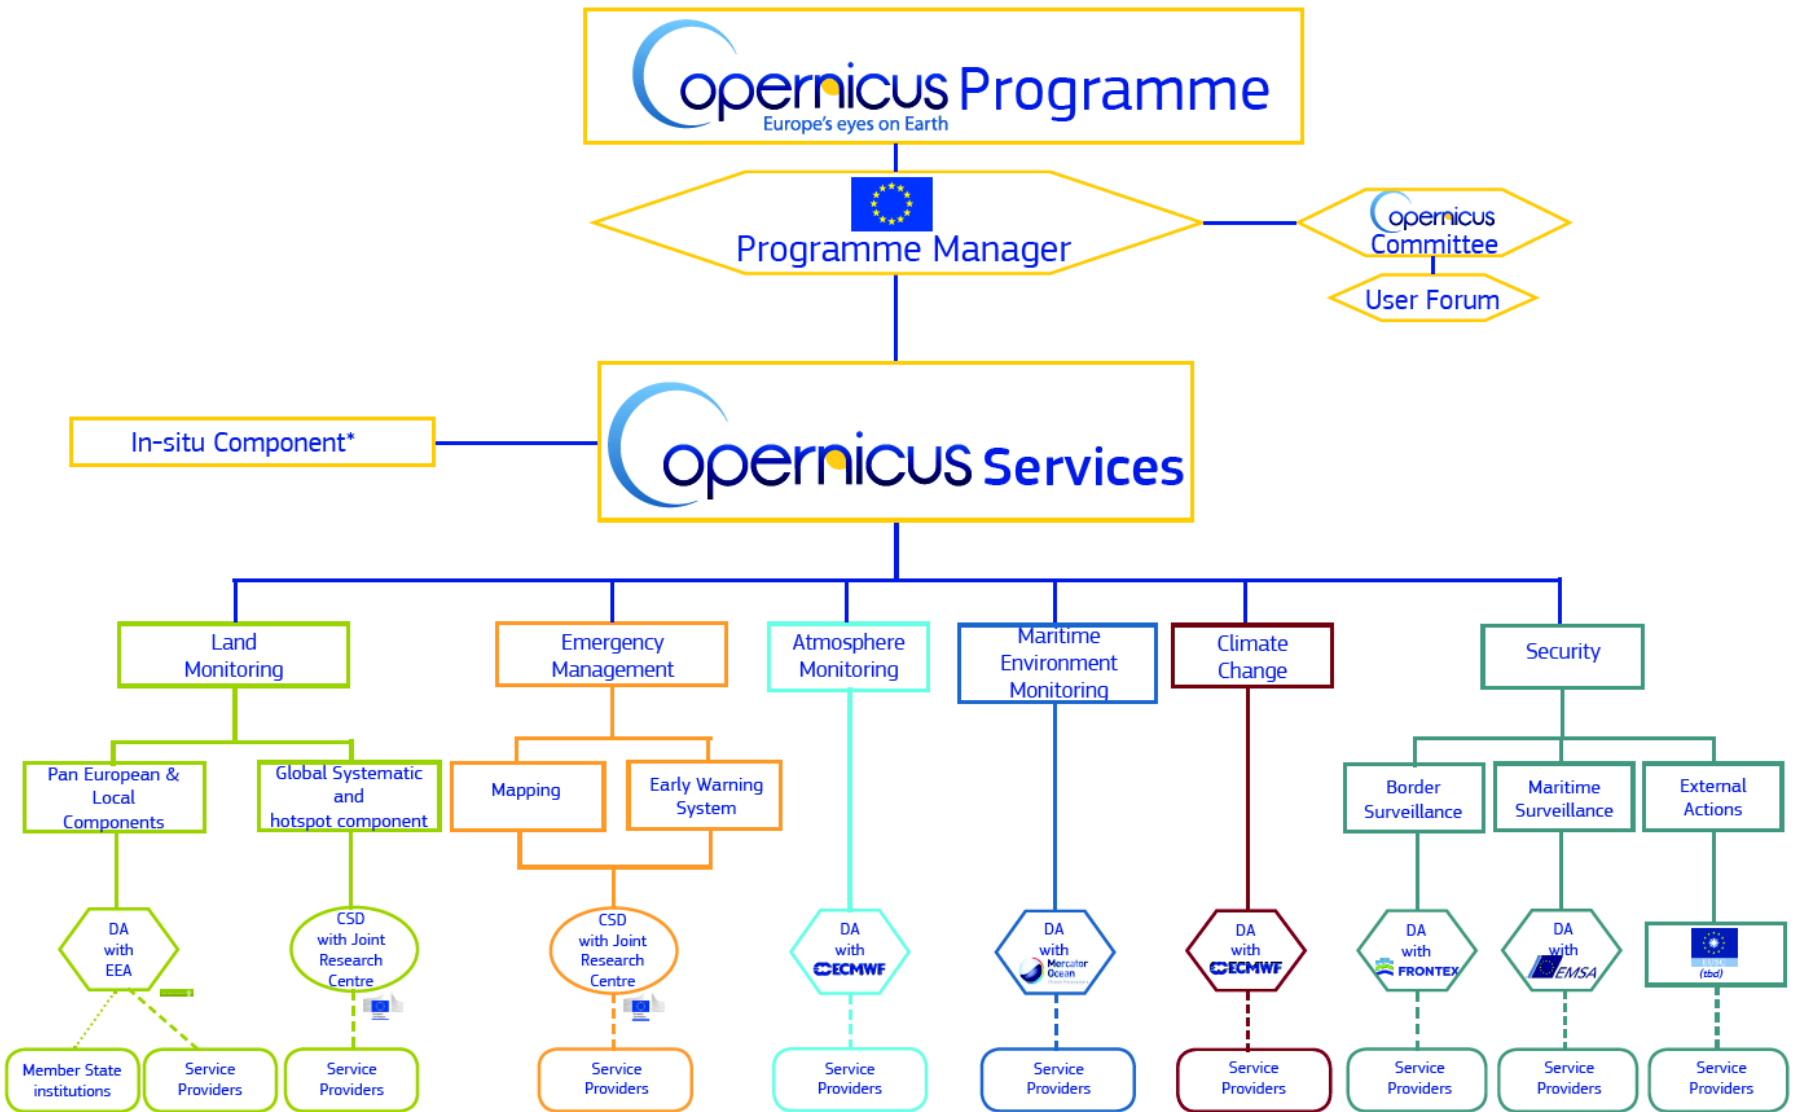 Copernicus Programme
Europe's eyes on Earth
Programme Manager
Copernicus
Committee
User Forum
In-situ Component*
Copernicus Services
Land
Monitoring
Emergency
Management
Atmosphere
Monitoring
Maritime
Environment
Monitoring
Climate
Change
Security
Pan European &
Local
Components
Global Systematic
and
hotspot component
Mapping
Early Warning
System
Border
Surveillance
Maritime
Surveillance
External
Actions
DA
with
EEA
CSD
with Joint
Research
Centre
CSD
with Joint
Research
Centre
DA
with
ECMWF
DA
with
Mercator
Ocean
DA
with
ECMWF
DA
with
FRONTEX
DA
with
EMSA
(tbd)
Member State
institutions
Service
Providers
Service
Providers
Service
Providers
Service
Providers
Service
Providers
Service
Providers
Service
Providers
Service
Providers
Service
Providers